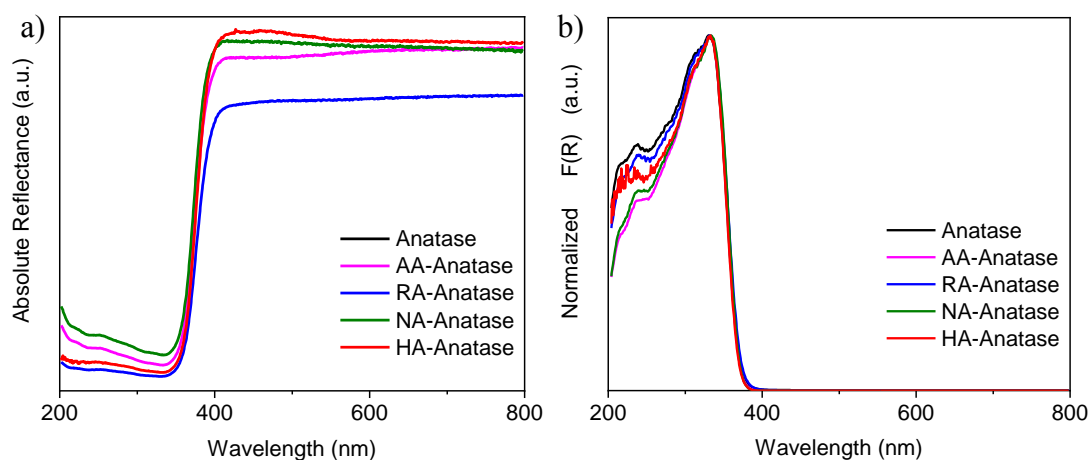 a)
Absolute Reflectance (a.u.)
Anatase
AA-Anatase
RA-Anatase
NA-Anatase
HA-Anatase
200
400
600
800
Wavelength (nm)
b)
Normalized F(R) (a.u.)
Anatase
AA-Anatase
RA-Anatase
NA-Anatase
HA-Anatase
200
400
600
800
Wavelength (nm)